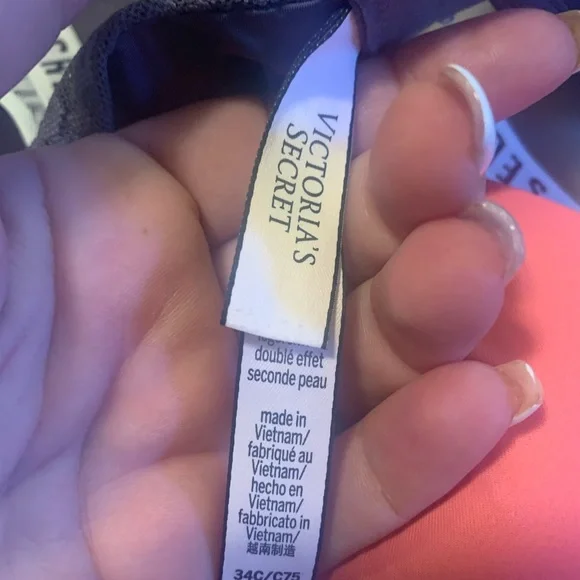 VICTORIA'S
SECRET
doublé effet
seconde peau
made in
Vietnam/
fabriqué au
Vietnam/
hecho en
Vietnam/
fabbricato in
Vietnam/
越南制造
34C/C75